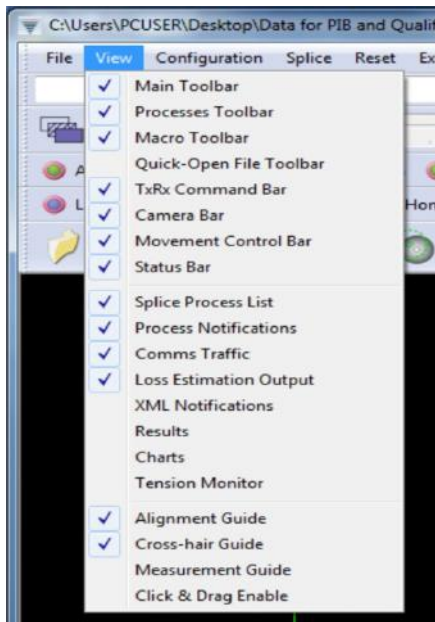 C:\Users\PCUSER\Desktop\Data for PIB and Qualif
File View Configuration Splice Reset Ex
Main Toolbar
Processes Toolbar
Macro Toolbar
Quick-Open File Toolbar
TxRx Command Bar
Camera Bar
Movement Control Bar
Status Bar
Splice Process List
Process Notifications
Comms Traffic
Loss Estimation Output
XML Notifications
Results
Charts
Tension Monitor
Alignment Guide
Cross-hair Guide
Measurement Guide
Click & Drag Enable